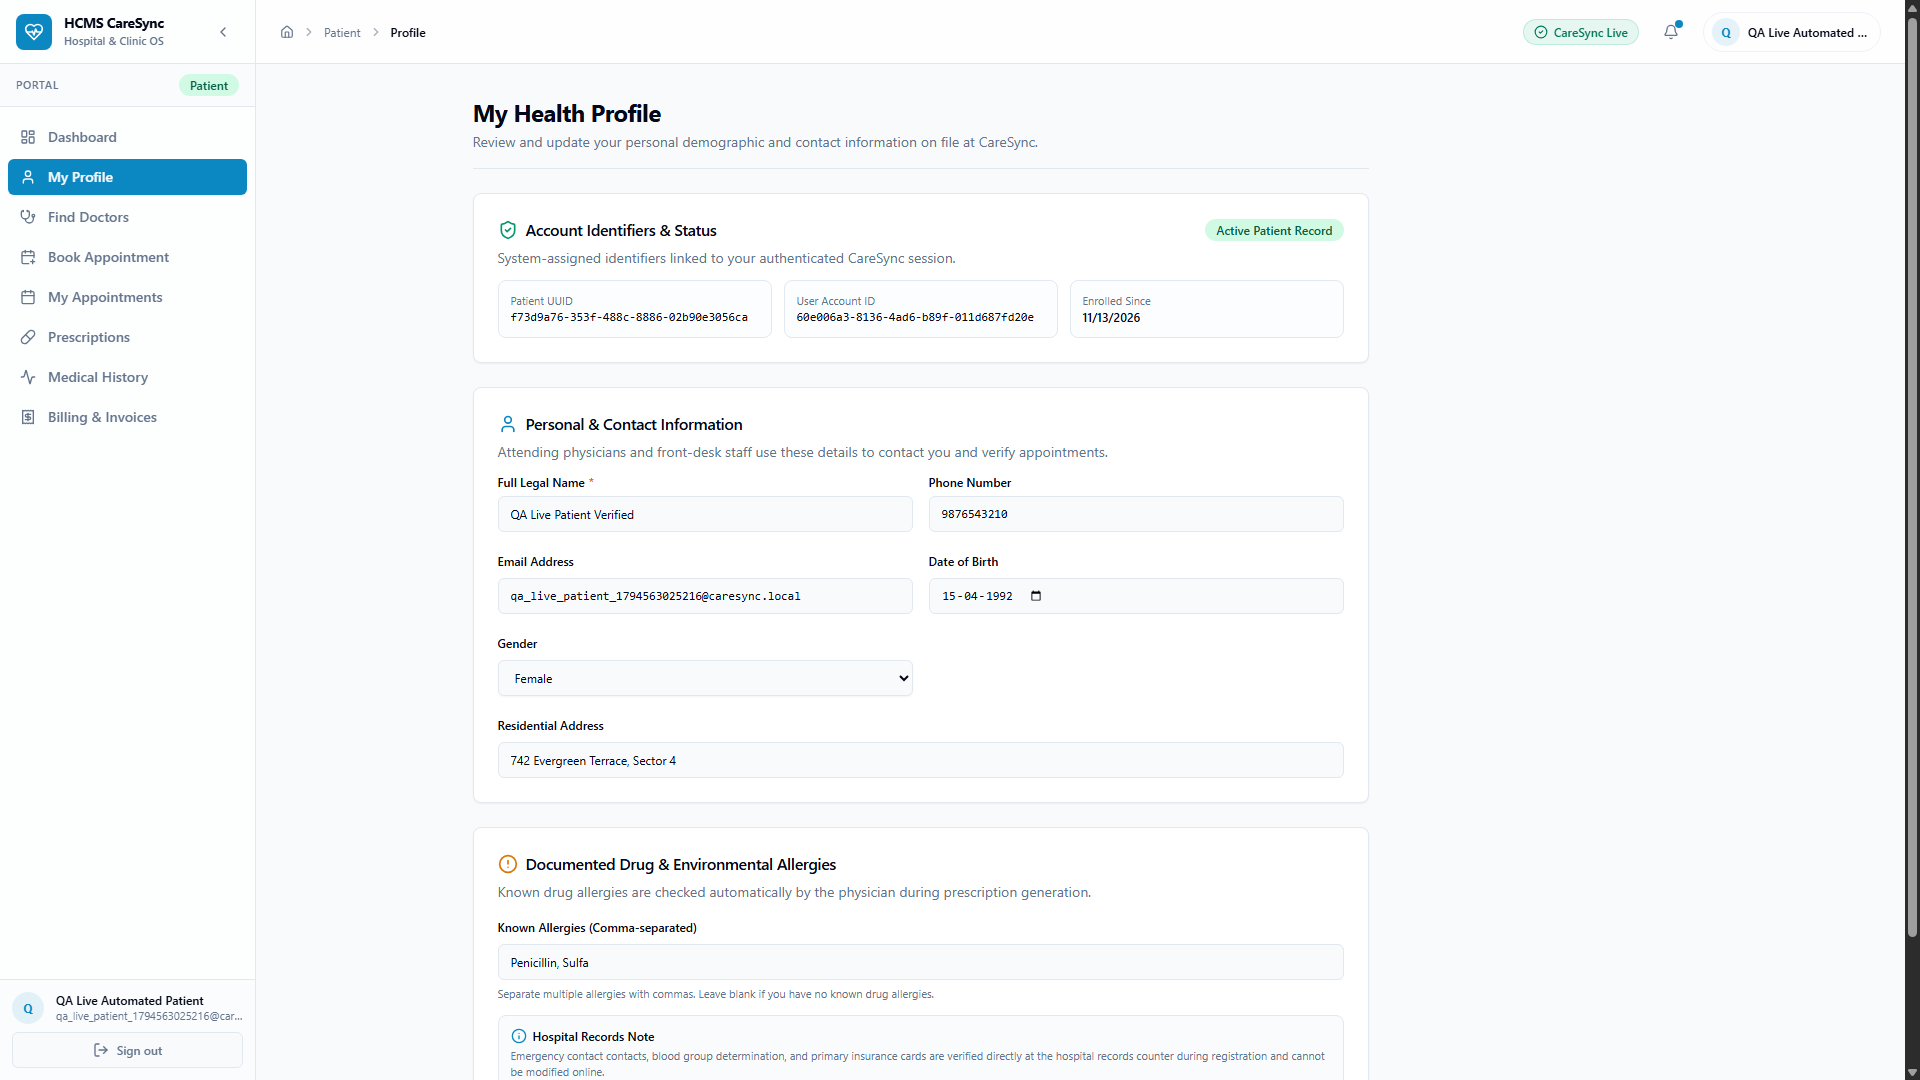 HCMS CareSync
Hospital & Clinic OS
PORTAL
Patient
Dashboard
My Profile
Find Doctors
Book Appointment
My Appointments
Prescriptions
Medical History
Billing & Invoices
QA Live Automated Patient
qa_live_patient_1794563025216@car...
Sign out
Patient
Profile
CareSync Live
Q
QA Live Automated ...
My Health Profile
Review and update your personal demographic and contact information on file at CareSync.
Account Identifiers & Status
Active Patient Record
System-assigned identifiers linked to your authenticated CareSync session.
Patient UUID
f73d9a76-353f-488c-8886-02b90e3056ca
User Account ID
60e006a3-8136-4ad6-b89f-011d687fd20e
Enrolled Since
11/13/2026
Personal & Contact Information
Attending physicians and front-desk staff use these details to contact you and verify appointments.
Full Legal Name *
QA Live Patient Verified
Phone Number
9876543210
Email Address
qa_live_patient_1794563025216@caresync.local
Date of Birth
15-04-1992
Gender
Female
Residential Address
742 Evergreen Terrace, Sector 4
Documented Drug & Environmental Allergies
Known drug allergies are checked automatically by the physician during prescription generation.
Known Allergies (Comma-separated)
Penicillin, Sulfa
Separate multiple allergies with commas. Leave blank if you have no known drug allergies.
Hospital Records Note
Emergency contact contacts, blood group determination, and primary insurance cards are verified directly at the hospital records counter during registration and cannot
be modified online.
Q